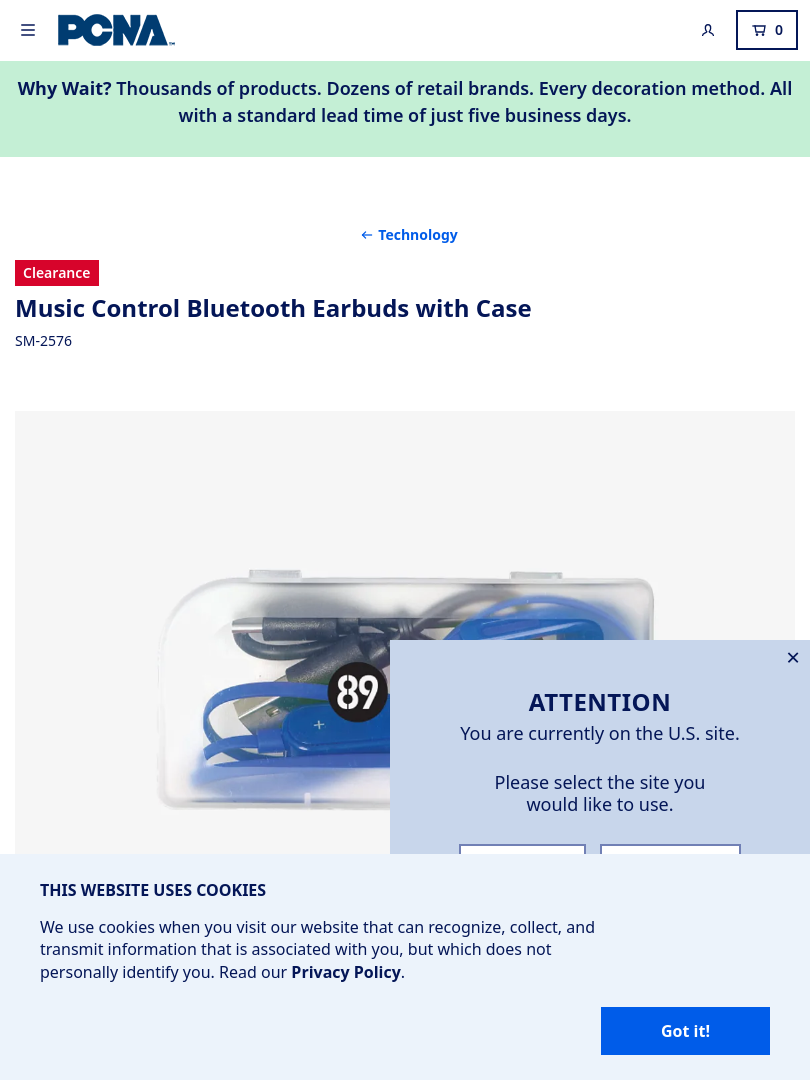 PCNA
0
Why Wait? Thousands of products. Dozens of retail brands. Every decoration method. All
with a standard lead time of just five business days.
← Technology
Clearance
Music Control Bluetooth Earbuds with Case
SM-2576
89
ATTENTION
You are currently on the U.S. site.
Please select the site you
would like to use.
THIS WEBSITE USES COOKIES
We use cookies when you visit our website that can recognize, collect, and
transmit information that is associated with you, but which does not
personally identify you. Read our Privacy Policy.
Got it!